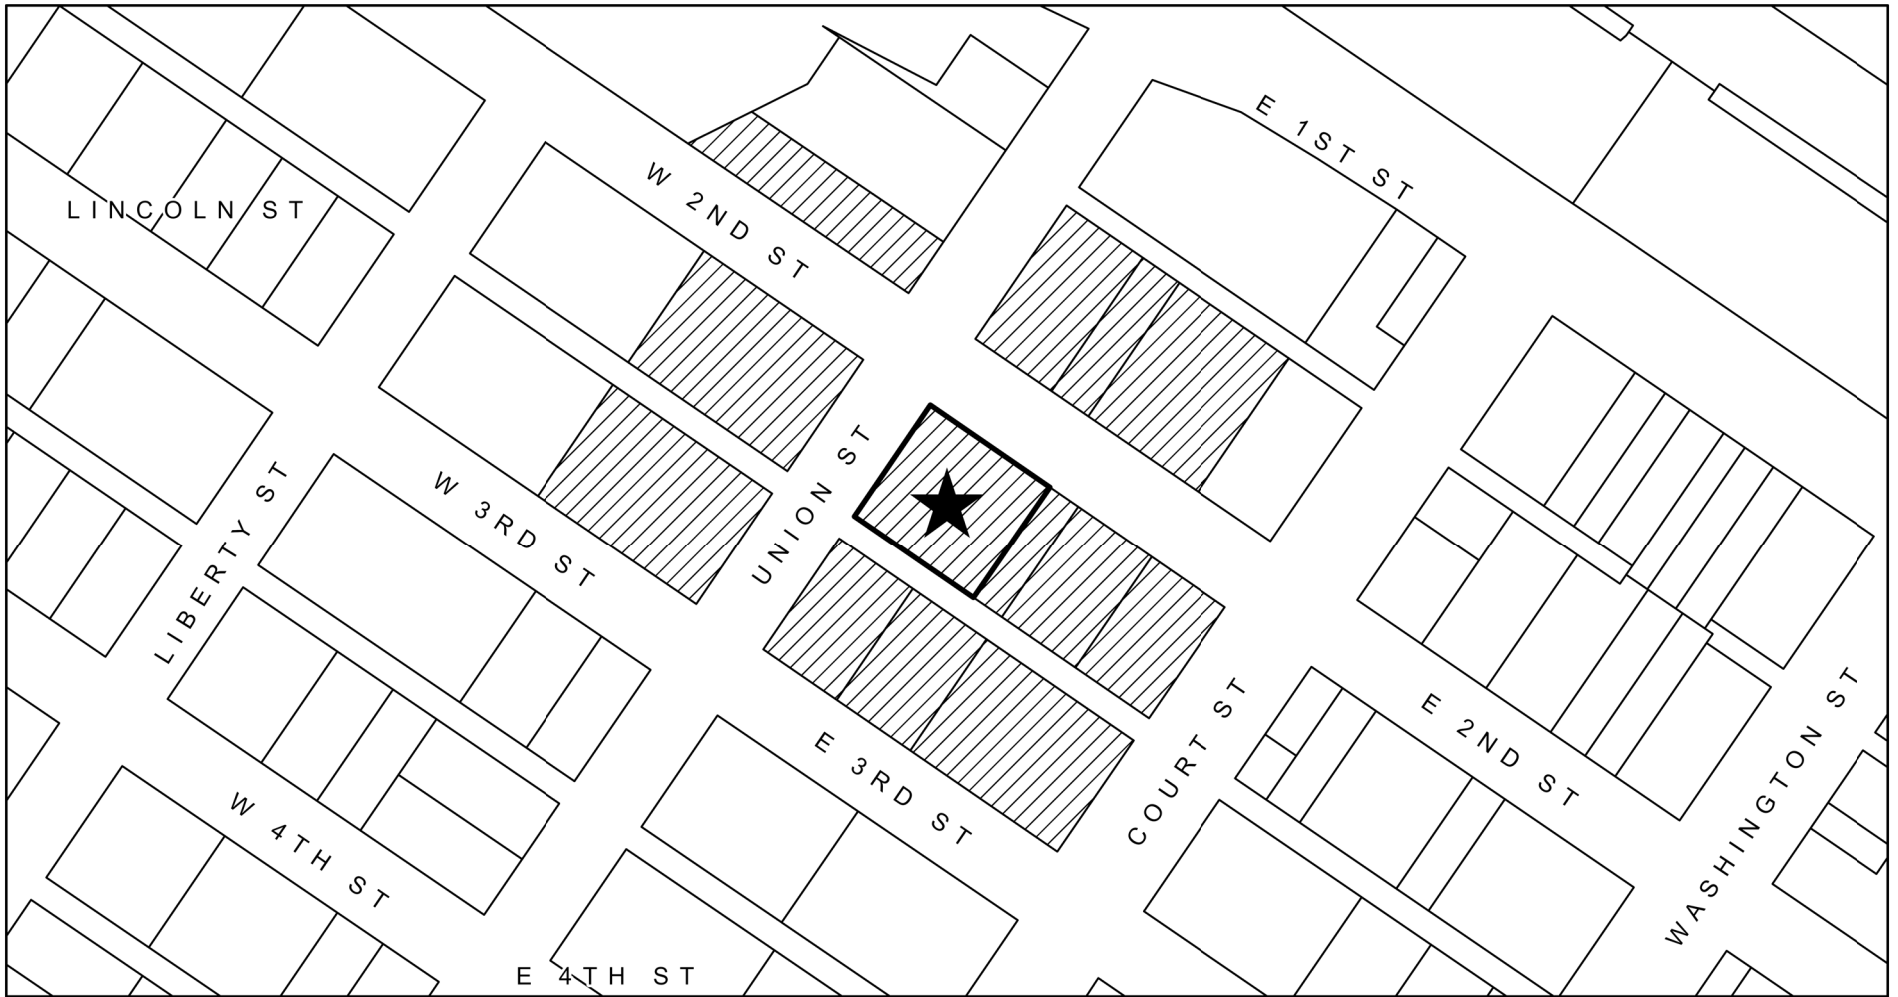 E 1ST ST
W 2ND ST
LINCOLN ST
UNION ST
W 3RD ST
LIBERTY ST
E 2ND ST
COURT ST
WASHINGTON ST
E 3RD ST
W 4TH ST
E 4TH ST